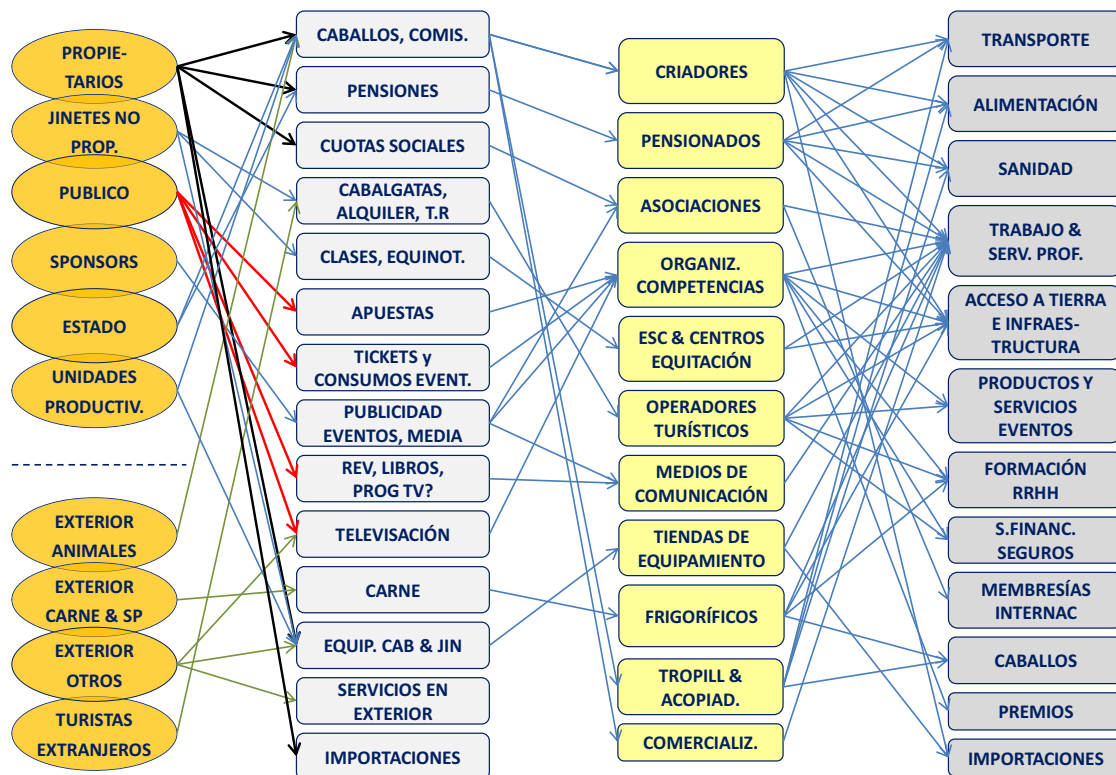 PROPIE-
TARIOS
JINETES NO
PROP.
PUBLICO
SPONSORS
ESTADO
UNIDADES
PRODUCTIV.
EXTERIOR
ANIMALES
EXTERIOR
CARNE & SP
EXTERIOR
OTROS
TURISTAS
EXTRANJEROS
CABALLOS, COMIS.
PENSIONES
CUOTAS SOCIALES
CABALGATAS,
ALQUILER, T.R
CLASES, EQUINOT.
APUESTAS
TICKETS y
CONSUMOS EVENT.
PUBLICIDAD
EVENTOS, MEDIA
REV, LIBROS,
PROG TV?
TELEVISACIÓN
CARNE
EQUIP. CAB & JIN
SERVICIOS EN
EXTERIOR
IMPORTACIONES
CRIADORES
PENSIONADOS
ASOCIACIONES
ORGANIZ.
COMPETENCIAS
ESC & CENTROS
EQUITACIÓN
OPERADORES
TURÍSTICOS
MEDIOS DE
COMUNICACIÓN
TIENDAS DE
EQUIPAMIENTO
FRIGORÍFICOS
TROPILL &
ACOPIAD.
COMERCIALIZ.
TRANSPORTE
ALIMENTACIÓN
SANIDAD
TRABAJO &
SERV. PROF.
ACCESO A TIERRA
E INFRAES-
TRUCTURA
PRODUCTOS Y
SERVICIOS
EVENTOS
FORMACIÓN
RRHH
S.FINANC.
SEGUROS
MEMBRESÍAS
INTERNAC
CABALLOS
PREMIOS
IMPORTACIONES